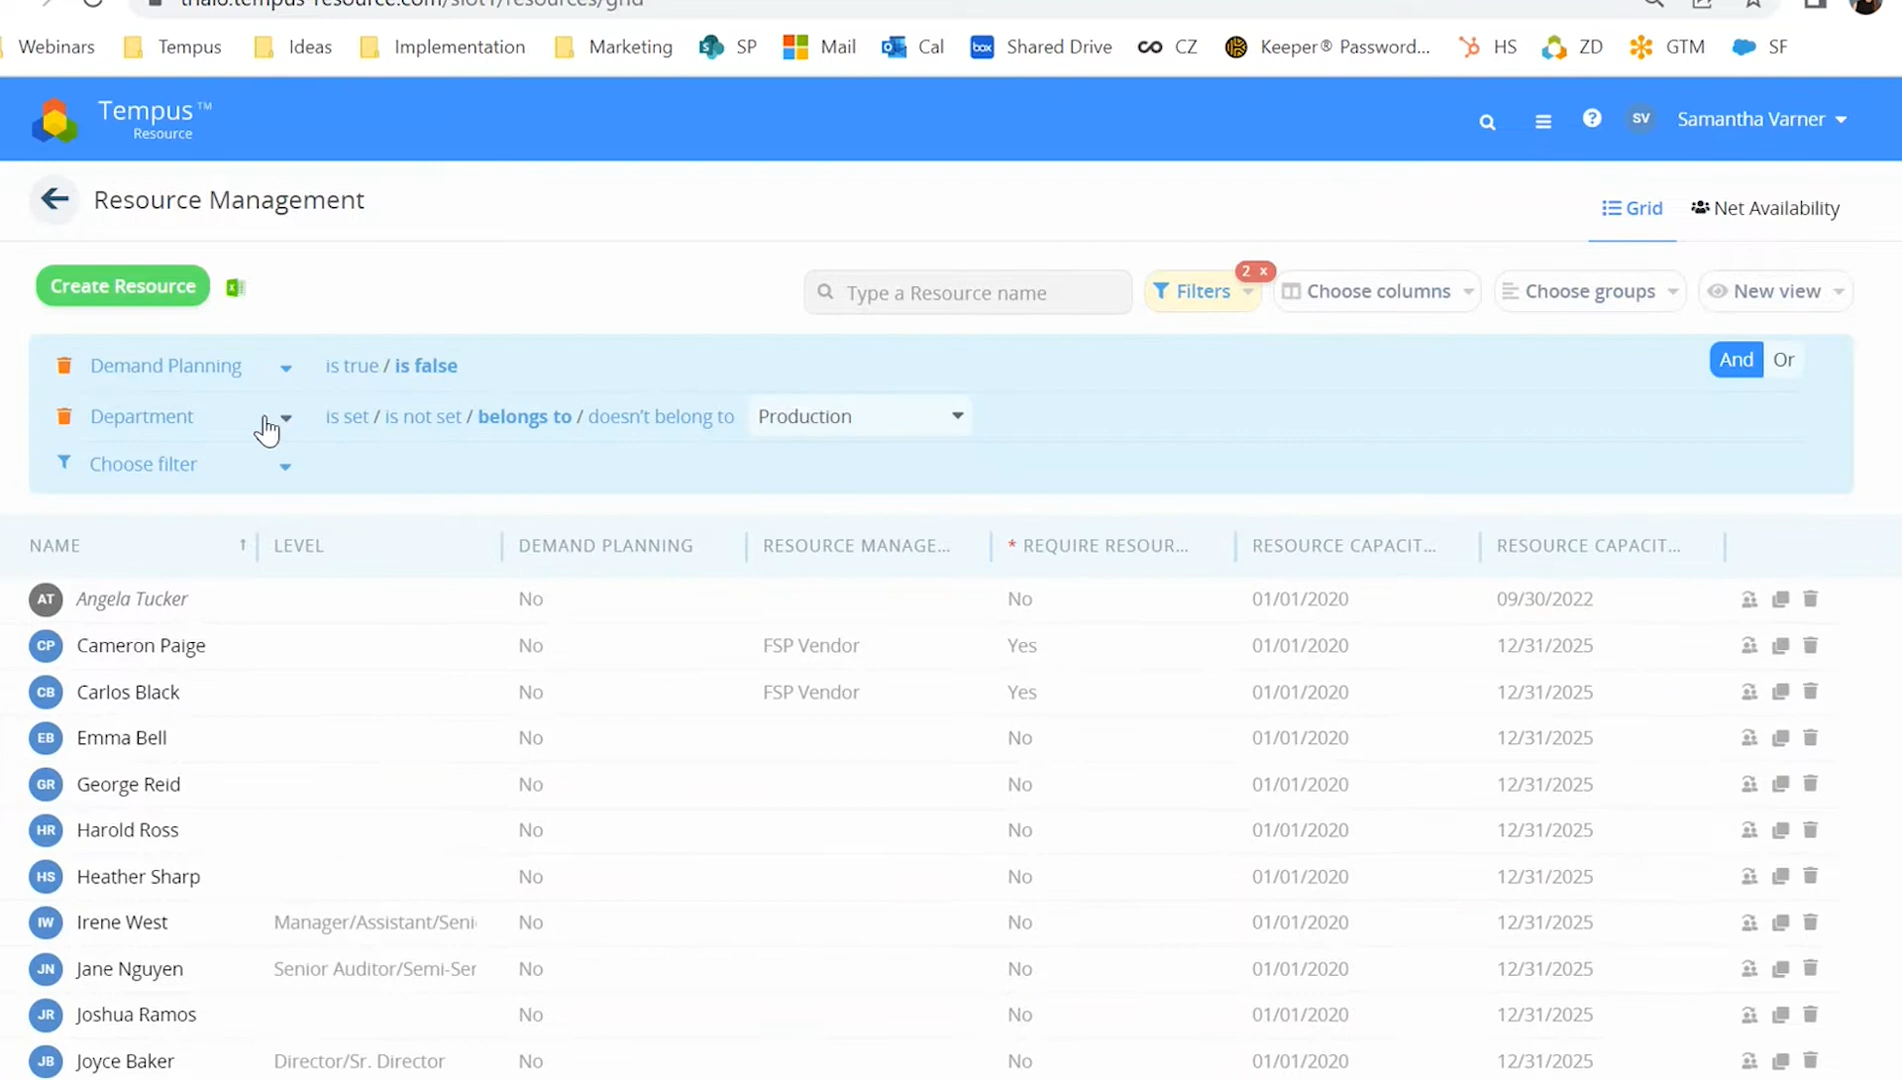 thalo.tempus-resource.com/slot1/resources/grid
Webinars Tempus Ideas Implementation Marketing SP Mail Cal box Shared Drive CZ Keeper® Password... HS ZD GTM SF
Tempus™
Resource
SV Samantha Varner
Resource Management
Grid Net Availability
Create Resource
Type a Resource name
Filters 2 x
Choose columns
Choose groups
New view
Demand Planning is true / is false
And Or
Department is set / is not set / belongs to / doesn't belong to Production
Choose filter
NAME ↑ LEVEL DEMAND PLANNING RESOURCE MANAGE... * REQUIRE RESOUR... RESOURCE CAPACIT... RESOURCE CAPACIT...
AT Angela Tucker No No 01/01/2020 09/30/2022
CP Cameron Paige No FSP Vendor Yes 01/01/2020 12/31/2025
CB Carlos Black No FSP Vendor Yes 01/01/2020 12/31/2025
EB Emma Bell No No 01/01/2020 12/31/2025
GR George Reid No No 01/01/2020 12/31/2025
HR Harold Ross No No 01/01/2020 12/31/2025
HS Heather Sharp No No 01/01/2020 12/31/2025
IW Irene West Manager/Assistant/Seni No No 01/01/2020 12/31/2025
JN Jane Nguyen Senior Auditor/Semi-Ser No No 01/01/2020 12/31/2025
JR Joshua Ramos No No 01/01/2020 12/31/2025
JB Joyce Baker Director/Sr. Director No No 01/01/2020 12/31/2025